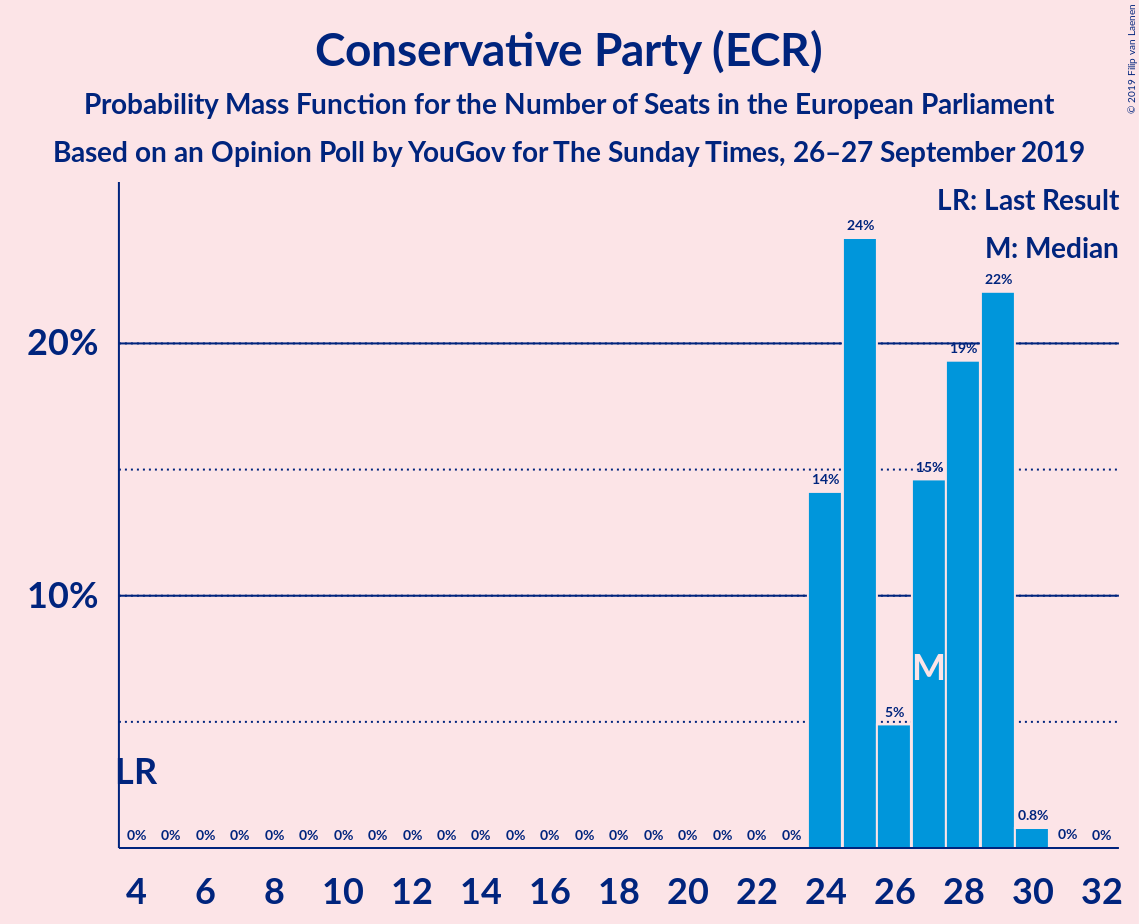 Conservative Party (ECR)
Probability Mass Function for the Number of Seats in the European Parliament
Based on an Opinion Poll by YouGov for The Sunday Times, 26–27 September 2019
© 2019 Filip van Laenen
LR: Last Result
M: Median
20%
10%
24%
22%
19%
15%
14%
M
5%
LR
0% 0% 0% 0% 0% 0% 0% 0% 0% 0% 0% 0% 0% 0% 0% 0% 0% 0% 0% 0% 0.8% 0% 0%
4 6 8 10 12 14 16 18 20 22 24 26 28 30 32